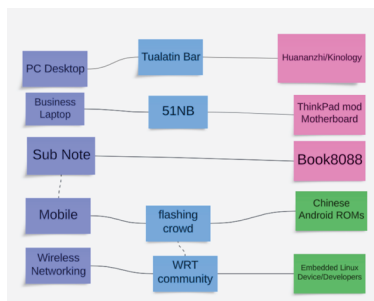 PC Desktop
Tualatin Bar
Huananzhi/Kinology
Business
Laptop
51NB
ThinkPad mod
Motherboard
Sub Note
Book8088
Mobile
flashing
crowd
Chinese
Android ROMs
Wireless
Networking
WRT
community
Embedded Linux
Device/Developers